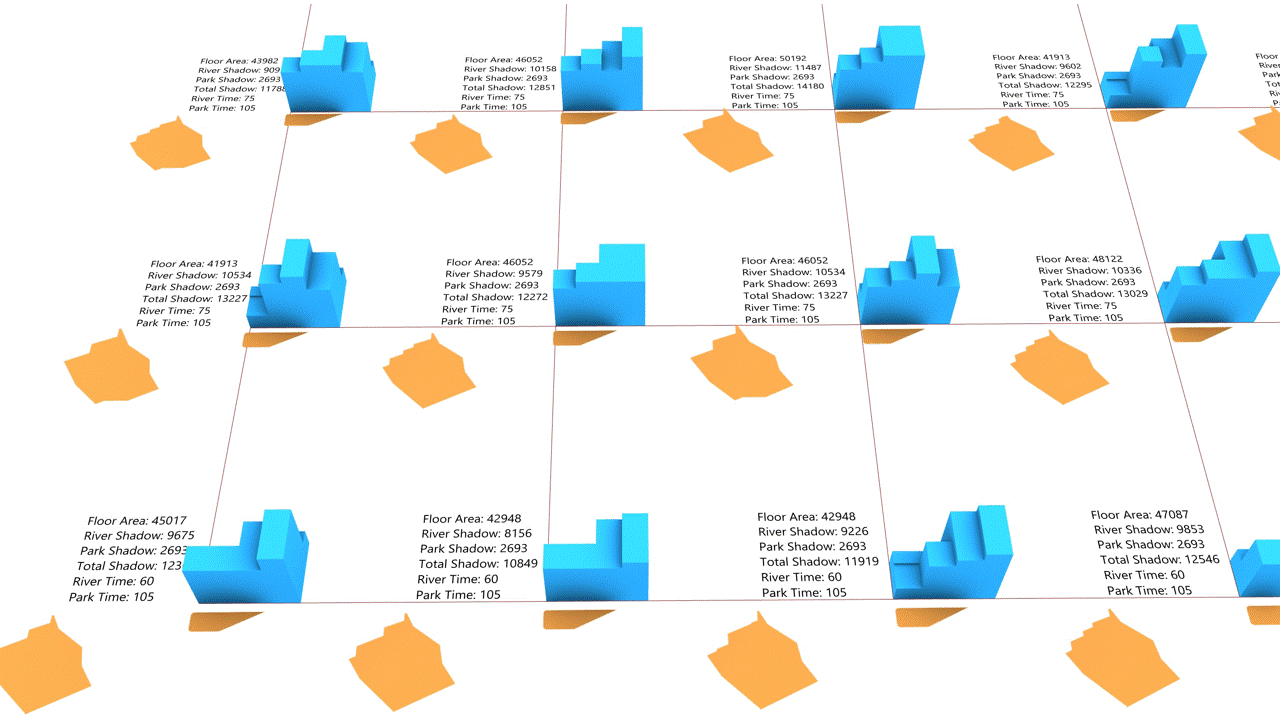 Floor Area: 43982
River Shadow: 909
Park Shadow: 2693
Total Shadow: 11788
River Time: 75
Park Time: 105
Floor Area: 46052
River Shadow: 10158
Park Shadow: 2693
Total Shadow: 12851
River Time: 75
Park Time: 105
Floor Area: 50192
River Shadow: 11487
Park Shadow: 2693
Total Shadow: 14180
River Time: 75
Park Time: 105
Floor Area: 41913
River Shadow: 9602
Park Shadow: 2693
Total Shadow: 12295
River Time: 75
Park Time: 105
Floor Area: 41913
River Shadow: 10534
Park Shadow: 2693
Total Shadow: 13227
River Time: 75
Park Time: 105
Floor Area: 46052
River Shadow: 9579
Park Shadow: 2693
Total Shadow: 12272
River Time: 75
Park Time: 105
Floor Area: 46052
River Shadow: 10534
Park Shadow: 2693
Total Shadow: 13227
River Time: 75
Park Time: 105
Floor Area: 48122
River Shadow: 10336
Park Shadow: 2693
Total Shadow: 13029
River Time: 75
Park Time: 105
Floor Area: 45017
River Shadow: 9675
Park Shadow: 2693
Total Shadow: 123
River Time: 60
Park Time: 105
Floor Area: 42948
River Shadow: 8156
Park Shadow: 2693
Total Shadow: 10849
River Time: 60
Park Time: 105
Floor Area: 42948
River Shadow: 9226
Park Shadow: 2693
Total Shadow: 11919
River Time: 60
Park Time: 105
Floor Area: 47087
River Shadow: 9853
Park Shadow: 2693
Total Shadow: 12546
River Time: 60
Park Time: 105